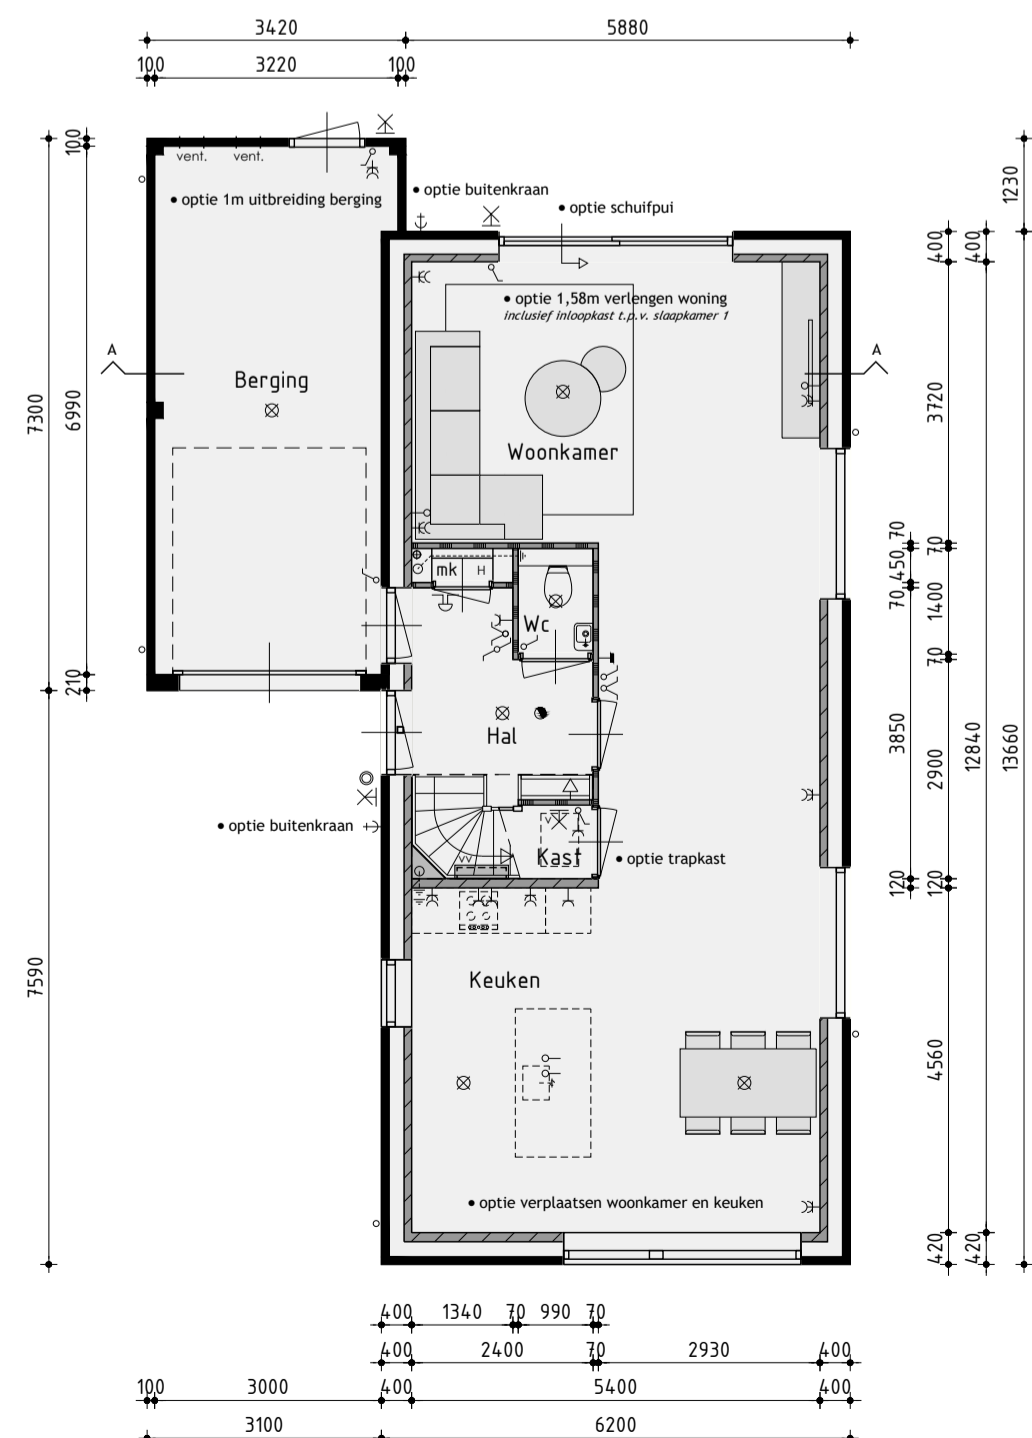 3420
5880
100
3220
100
vent.
vent.
• optie 1m uitbreiding berging
• optie buitenkraan
• optie schuifpui
• optie 1,58m verlengen woning
inclusief inloopkast t.p.v. slaapkamer 1
A
A
Berging
Woonkamer
mk
H
Wc
Hal
• optie buitenkraan
vv
v
Kast
• optie trapkast
Keuken
• optie verplaatsen woonkamer en keuken
7300
7590
100
6990
210
70
450
70
3850
120
400
3720
70
1400
70
2900
120
4560
420
400
12840
420
1230
13660
400
1340
70
990
70
400
2400
70
2930
400
100
3000
400
5400
400
3100
6200